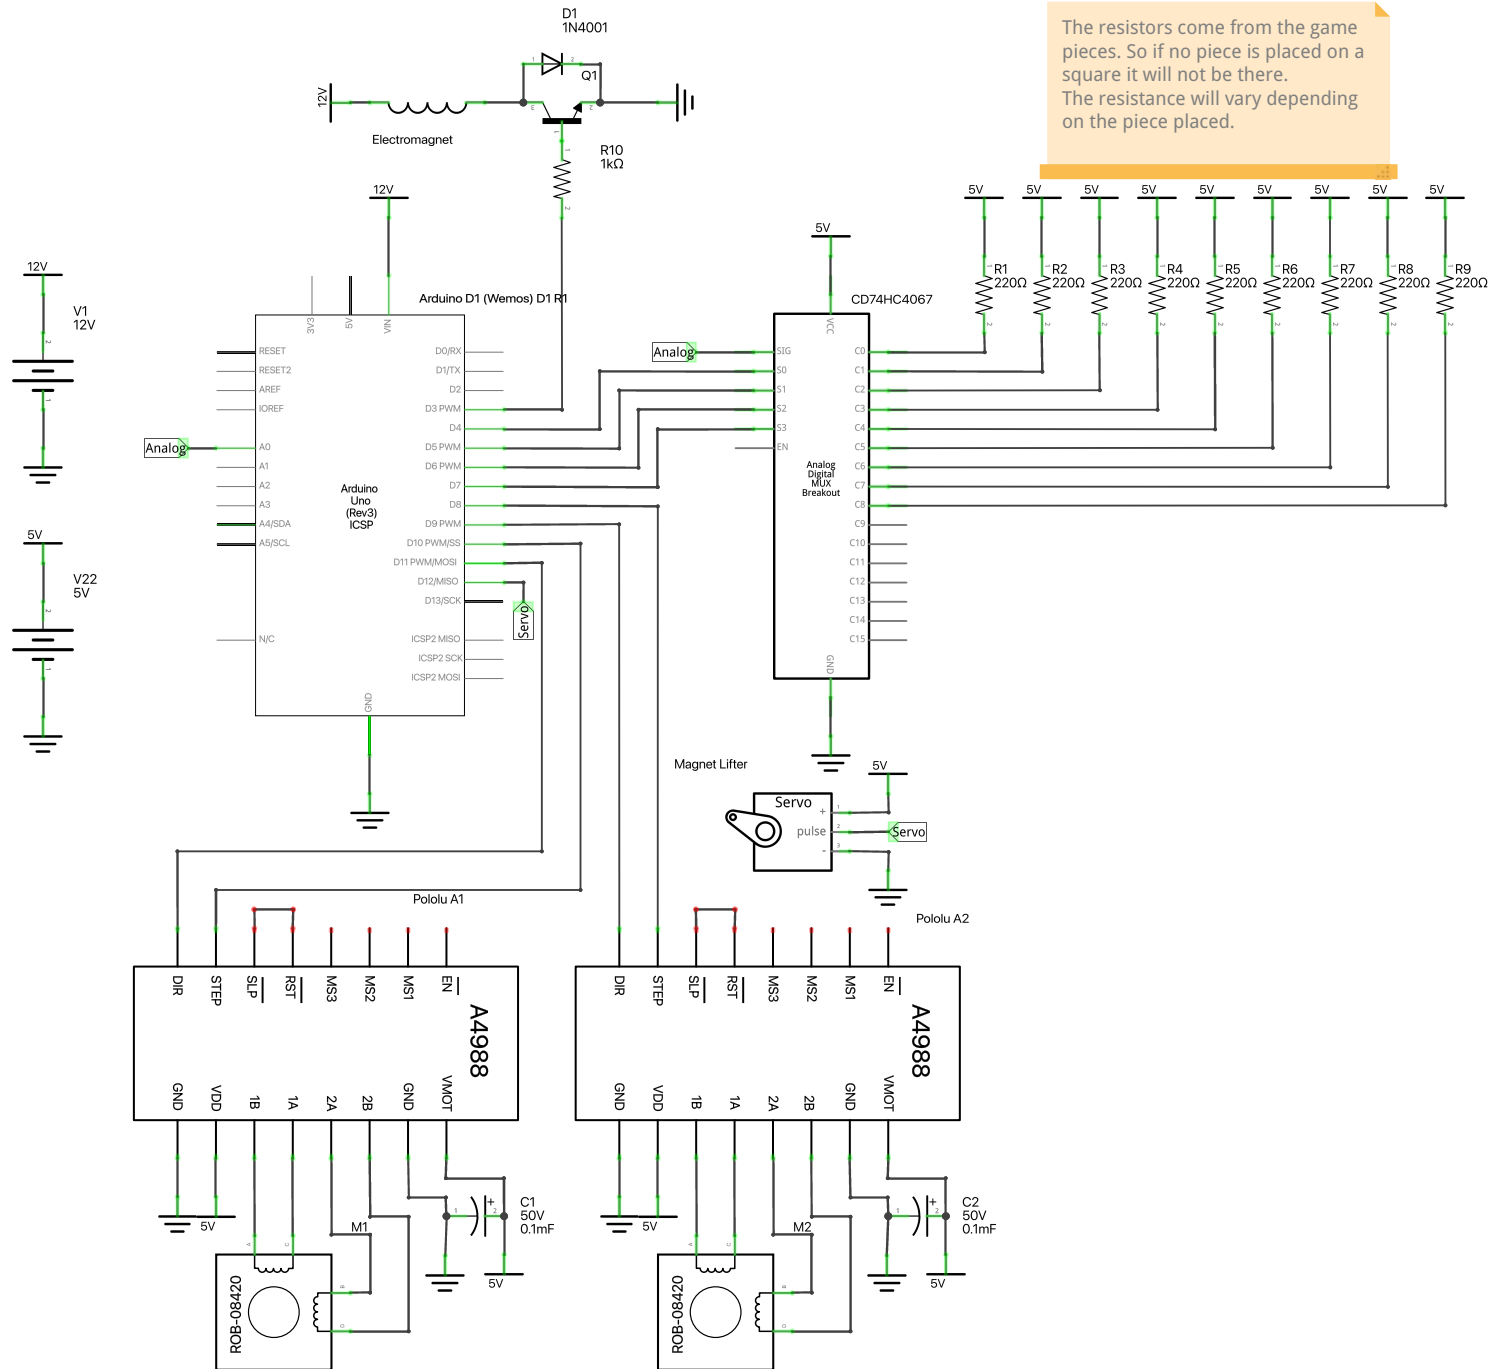 D1
1N4001
Q1
12V
Electromagnet
R10
1kΩ
The resistors come from the game
pieces. So if no piece is placed on a
square it will not be there.
The resistance will vary depending
on the piece placed.
12V
5V
5V
5V
5V
5V
5V
5V
5V
5V
5V
12V
V1
12V
5V
V22
5V
Arduino D1 (Wemos) D1 R1
3V3
5V
VIN
RESET
RESET2
AREF
IOREF
A0
A1
A2
A3
A4/SDA
A5/SCL
N/C
Analog
Arduino
Uno
(Rev3)
ICSP
D0/RX
D1/TX
D2
D3 PWM
D4
D5 PWM
D6 PWM
D7
D8
D9 PWM
D10 PWM/SS
D11 PWM/MOSI
D12/MISO
D13/SCK
ICSP2 MISO
ICSP2 SCK
ICSP2 MOSI
GND
Servo
CD74HC4067
VCC
Analog
SIG
S0
S1
S2
S3
EN
Analog
Digital
MUX
Breakout
C0
C1
C2
C3
C4
C5
C6
C7
C8
C9
C10
C11
C12
C13
C14
C15
GND
R1
220Ω
R2
220Ω
R3
220Ω
R4
220Ω
R5
220Ω
R6
220Ω
R7
220Ω
R8
220Ω
R9
220Ω
Magnet Lifter
5V
Servo
+
pulse
-
Servo
Pololu A1
DIR
STEP
SLP
RST
MS3
MS2
MS1
EN
A4988
GND
VDD
1B
1A
2A
2B
GND
VMOT
5V
M1
C1
50V
0.1mF
5V
ROB-08420
Pololu A2
DIR
STEP
SLP
RST
MS3
MS2
MS1
EN
A4988
GND
VDD
1B
1A
2A
2B
GND
VMOT
5V
M2
C2
50V
0.1mF
5V
ROB-08420